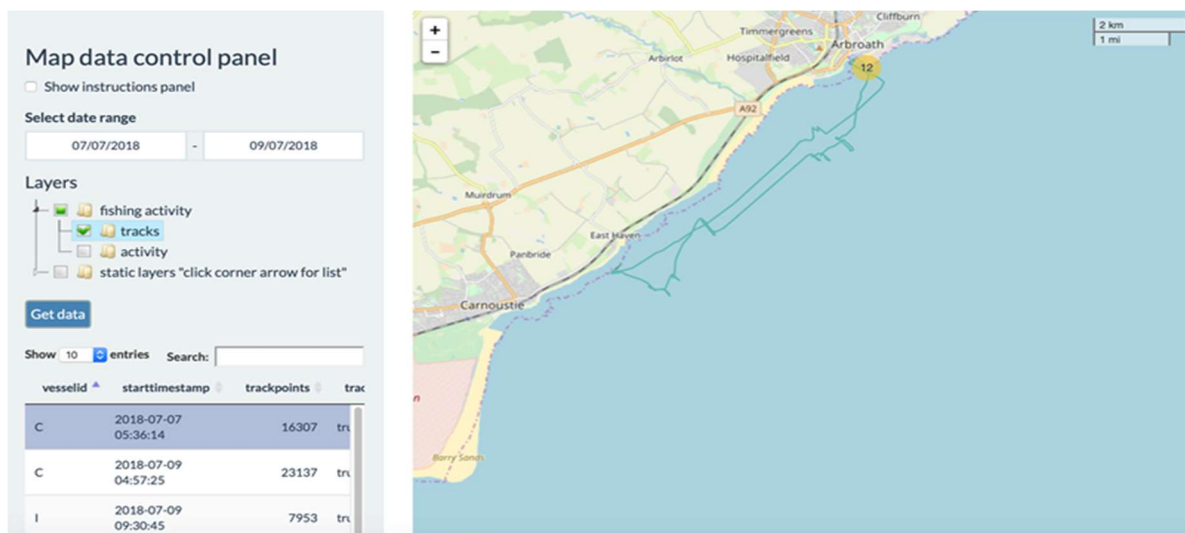 Map data control panel
Show instructions panel
Select date range
07/07/2018 - 09/07/2018
Layers
fishing activity
tracks
activity
static layers "click corner arrow for list"
Get data
Show 10 entries Search:
vesselid starttimestamp trackpoints trac
C 2018-07-07 05:36:14 16307 tru
C 2018-07-09 04:57:25 23137 tru
I 2018-07-09 09:30:45 7953 tru
+
−
2 km
1 mi
Cliffburn
Timmergreens
Arbroath
Arbirlot
Hospitalfield
12
A92
Muirdrum
East Haven
Panbride
Carnoustie
n
Barry Sands